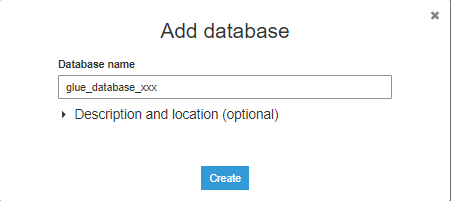 Add database
Database name
glue_database_xxx
Description and location (optional)
Create